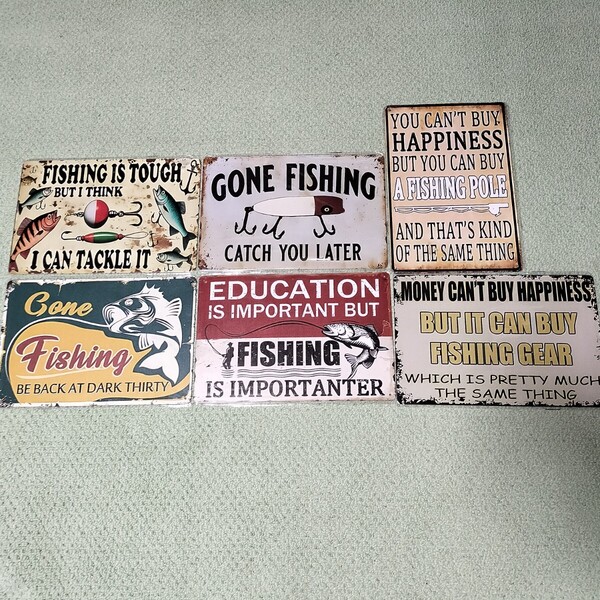 FISHING IS TOUGH
BUT I THINK
I CAN TACKLE IT
GONE FISHING
CATCH YOU LATER
YOU CAN'T BUY
HAPPINESS
BUT YOU CAN BUY
A FISHING POLE
AND THAT'S KIND
OF THE SAME THING
Gone
Fishing
BE BACK AT DARK THIRTY
EDUCATION
IS IMPORTANT BUT
FISHING
IS IMPORTANTER
MONEY CAN'T BUY HAPPINESS
BUT IT CAN BUY
FISHING GEAR
WHICH IS PRETTY MUCH
THE SAME THING